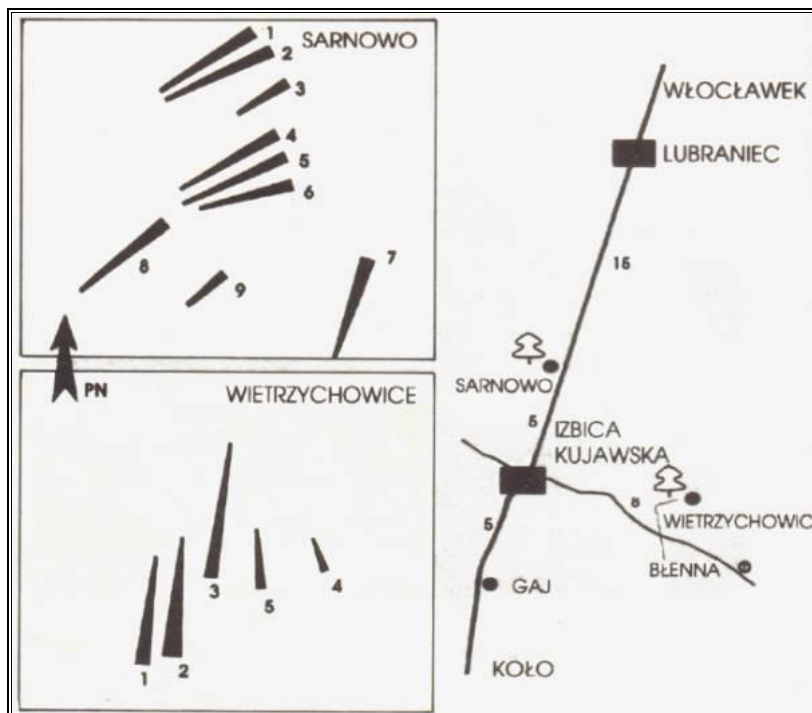 SARNOWO
1
2
3
4
5
6
7
8
9
PN
WIETRZYCHOWICE
1
2
3
4
5
WŁOCŁAWEK
LUBRANIEC
15
SARNOWO
5
IZBICA
KUJAWSKA
8
WIETRZYCHOWIC
BŁENNA
5
GAJ
KOŁO